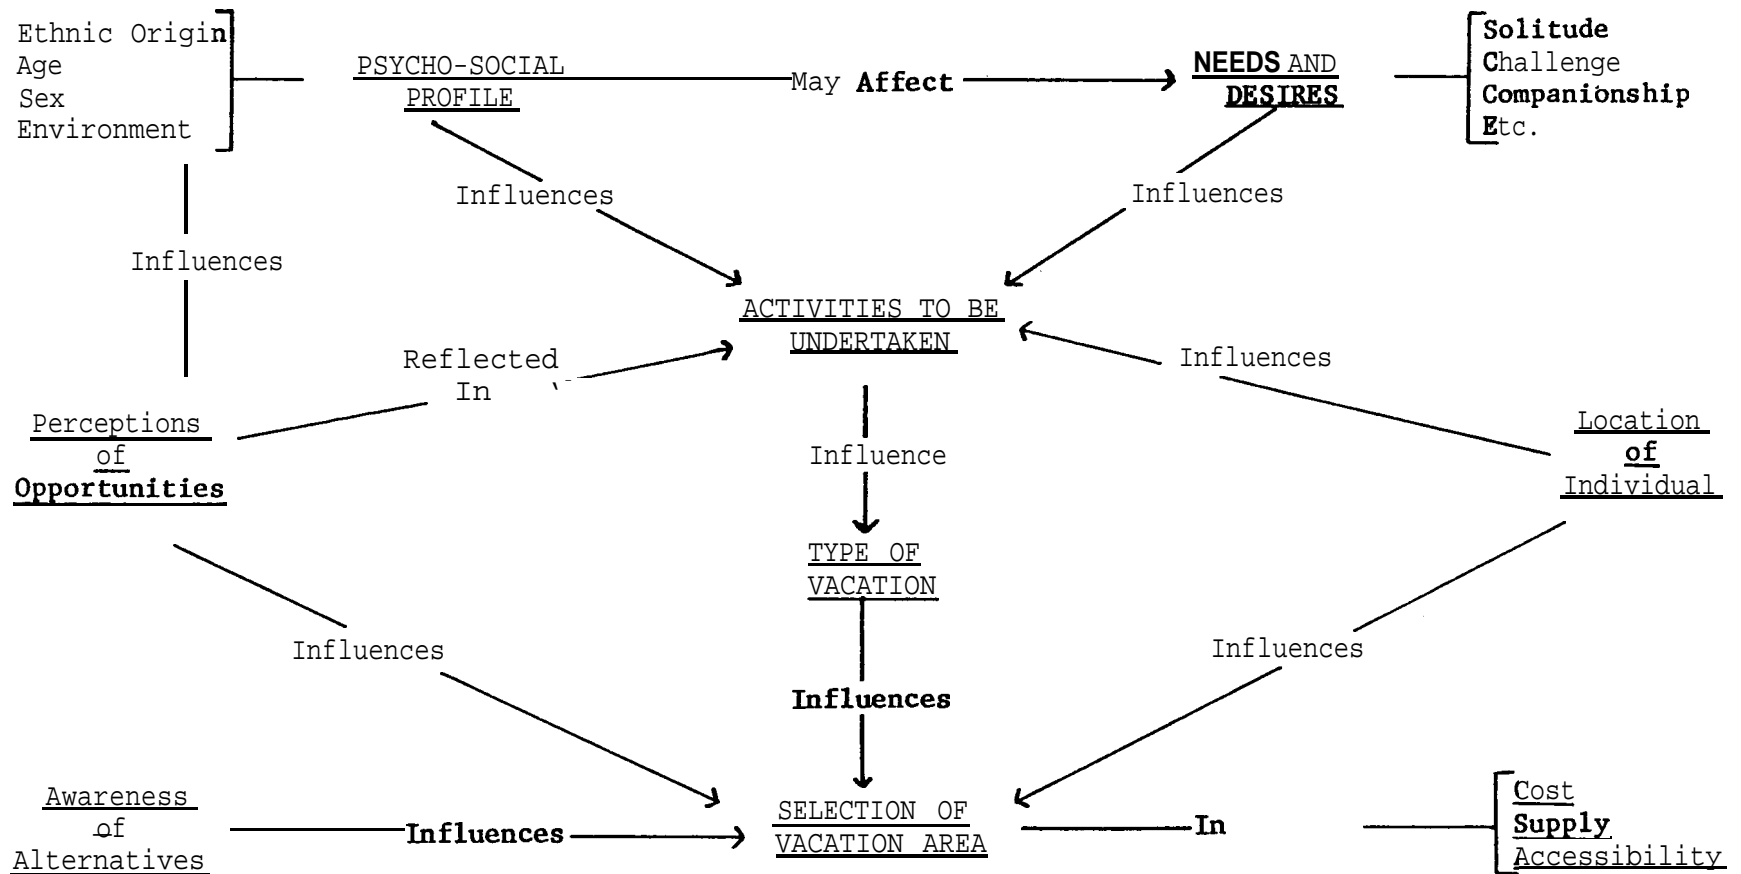 Ethnic Origin
Age
Sex
Environment
PSYCHO-SOCIAL
PROFILE
May Affect
NEEDS AND
DESIRES
Solitude
Challenge
Companionship
Etc.
Influences
Influences
Influences
ACTIVITIES TO BE
UNDERTAKEN
Reflected
In
Influences
Perceptions
of
Opportunities
Influence
Location
of
Individual
TYPE OF
VACATION
Influences
Influences
Influences
Awareness
of
Alternatives
Influences
SELECTION OF
VACATION AREA
In
Cost
Supply
Accessibility